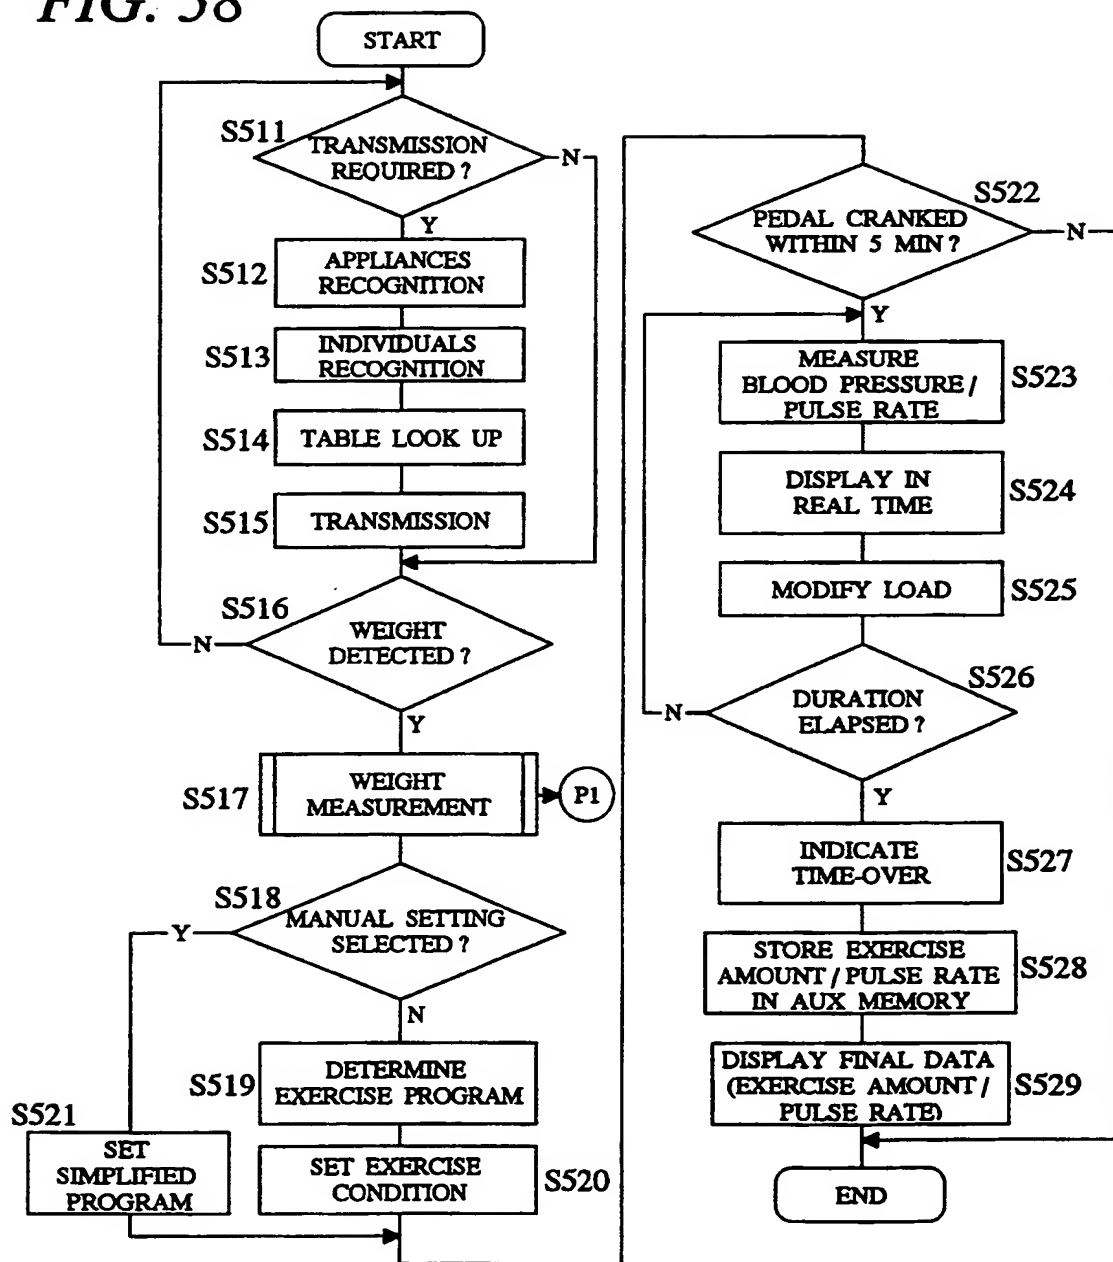 FIG. 58
START
S511
TRANSMISSION
REQUIRED ?
N
Y
S512
APPLIANCES
RECOGNITION
S513
INDIVIDUALS
RECOGNITION
S514
TABLE LOOK UP
S515
TRANSMISSION
S516
WEIGHT
DETECTED ?
N
Y
S517
WEIGHT
MEASUREMENT
P1
S518
MANUAL SETTING
SELECTED ?
Y
N
S519
DETERMINE
EXERCISE PROGRAM
S521
SET
SIMPLIFIED
PROGRAM
SET EXERCISE
CONDITION
S520
S522
PEDAL CRANKED
WITHIN 5 MIN ?
N
Y
MEASURE
BLOOD PRESSURE /
PULSE RATE
S523
DISPLAY IN
REAL TIME
S524
MODIFY LOAD
S525
S526
DURATION
ELAPSED ?
N
Y
INDICATE
TIME-OVER
S527
STORE EXERCISE
AMOUNT / PULSE RATE
IN AUX MEMORY
S528
DISPLAY FINAL DATA
(EXERCISE AMOUNT /
PULSE RATE)
S529
END